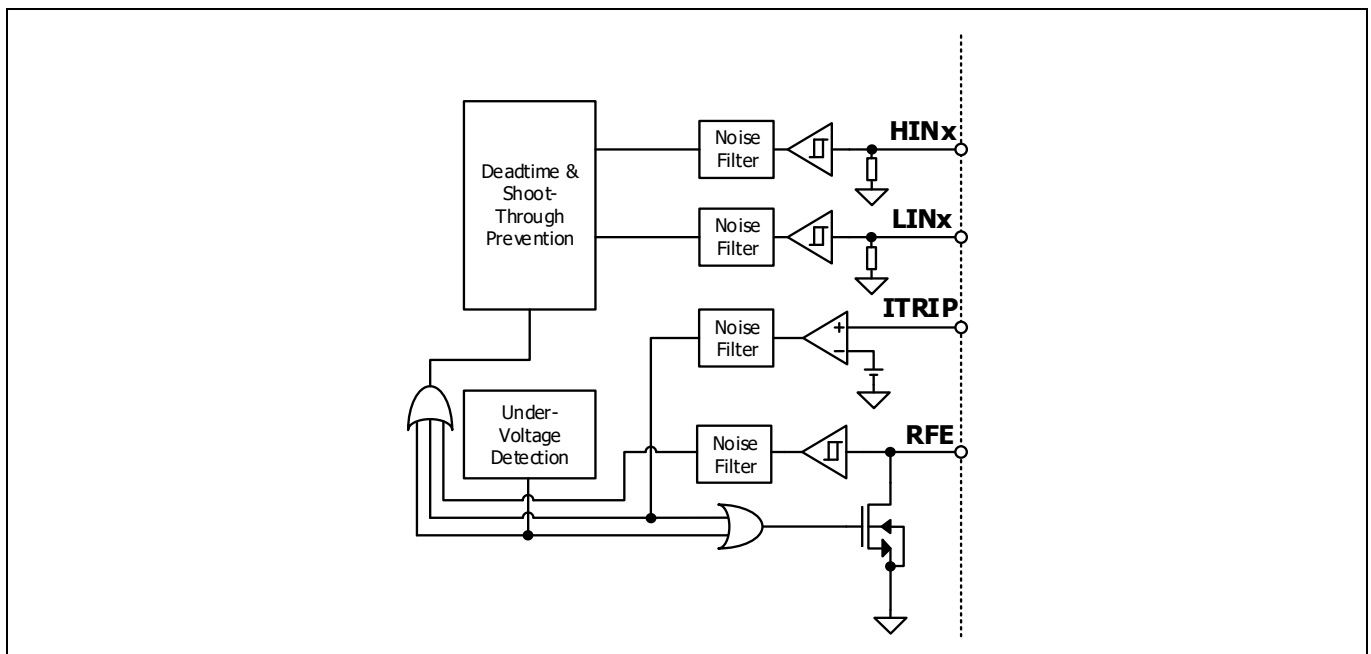 HINx
Noise
Filter
Deadtime &
Shoot-
Through
Prevention
LINx
Noise
Filter
ITRIP
Noise
Filter
+
−
Under-
Voltage
Detection
RFE
Noise
Filter